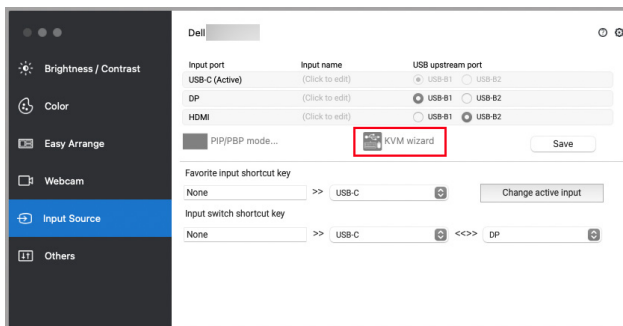 Dell
Brightness / Contrast
Color
Easy Arrange
Webcam
Input Source
Others
Input port Input name USB upstream port
USB-C (Active) (Click to edit) USB-B1 USB-B2
DP (Click to edit) USB-B1 USB-B2
HMDI (Click to edit) USB-B1 USB-B2
PIP/PBP mode... KVM wizard Save
Favorite input shortcut key
None >> USB-C Change active input
Input switch shortcut key
None >> USB-C <<>> DP